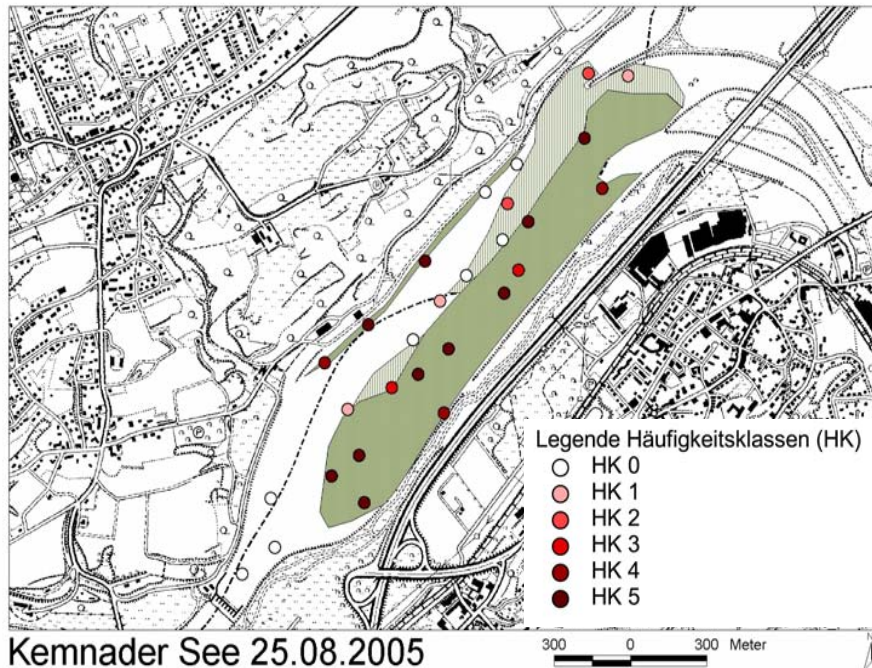 Legende Häufigkeitsklassen (HK)
HK 0
HK 1
HK 2
HK 3
HK 4
HK 5
Kemnader See 25.08.2005
300 0 300 Meter